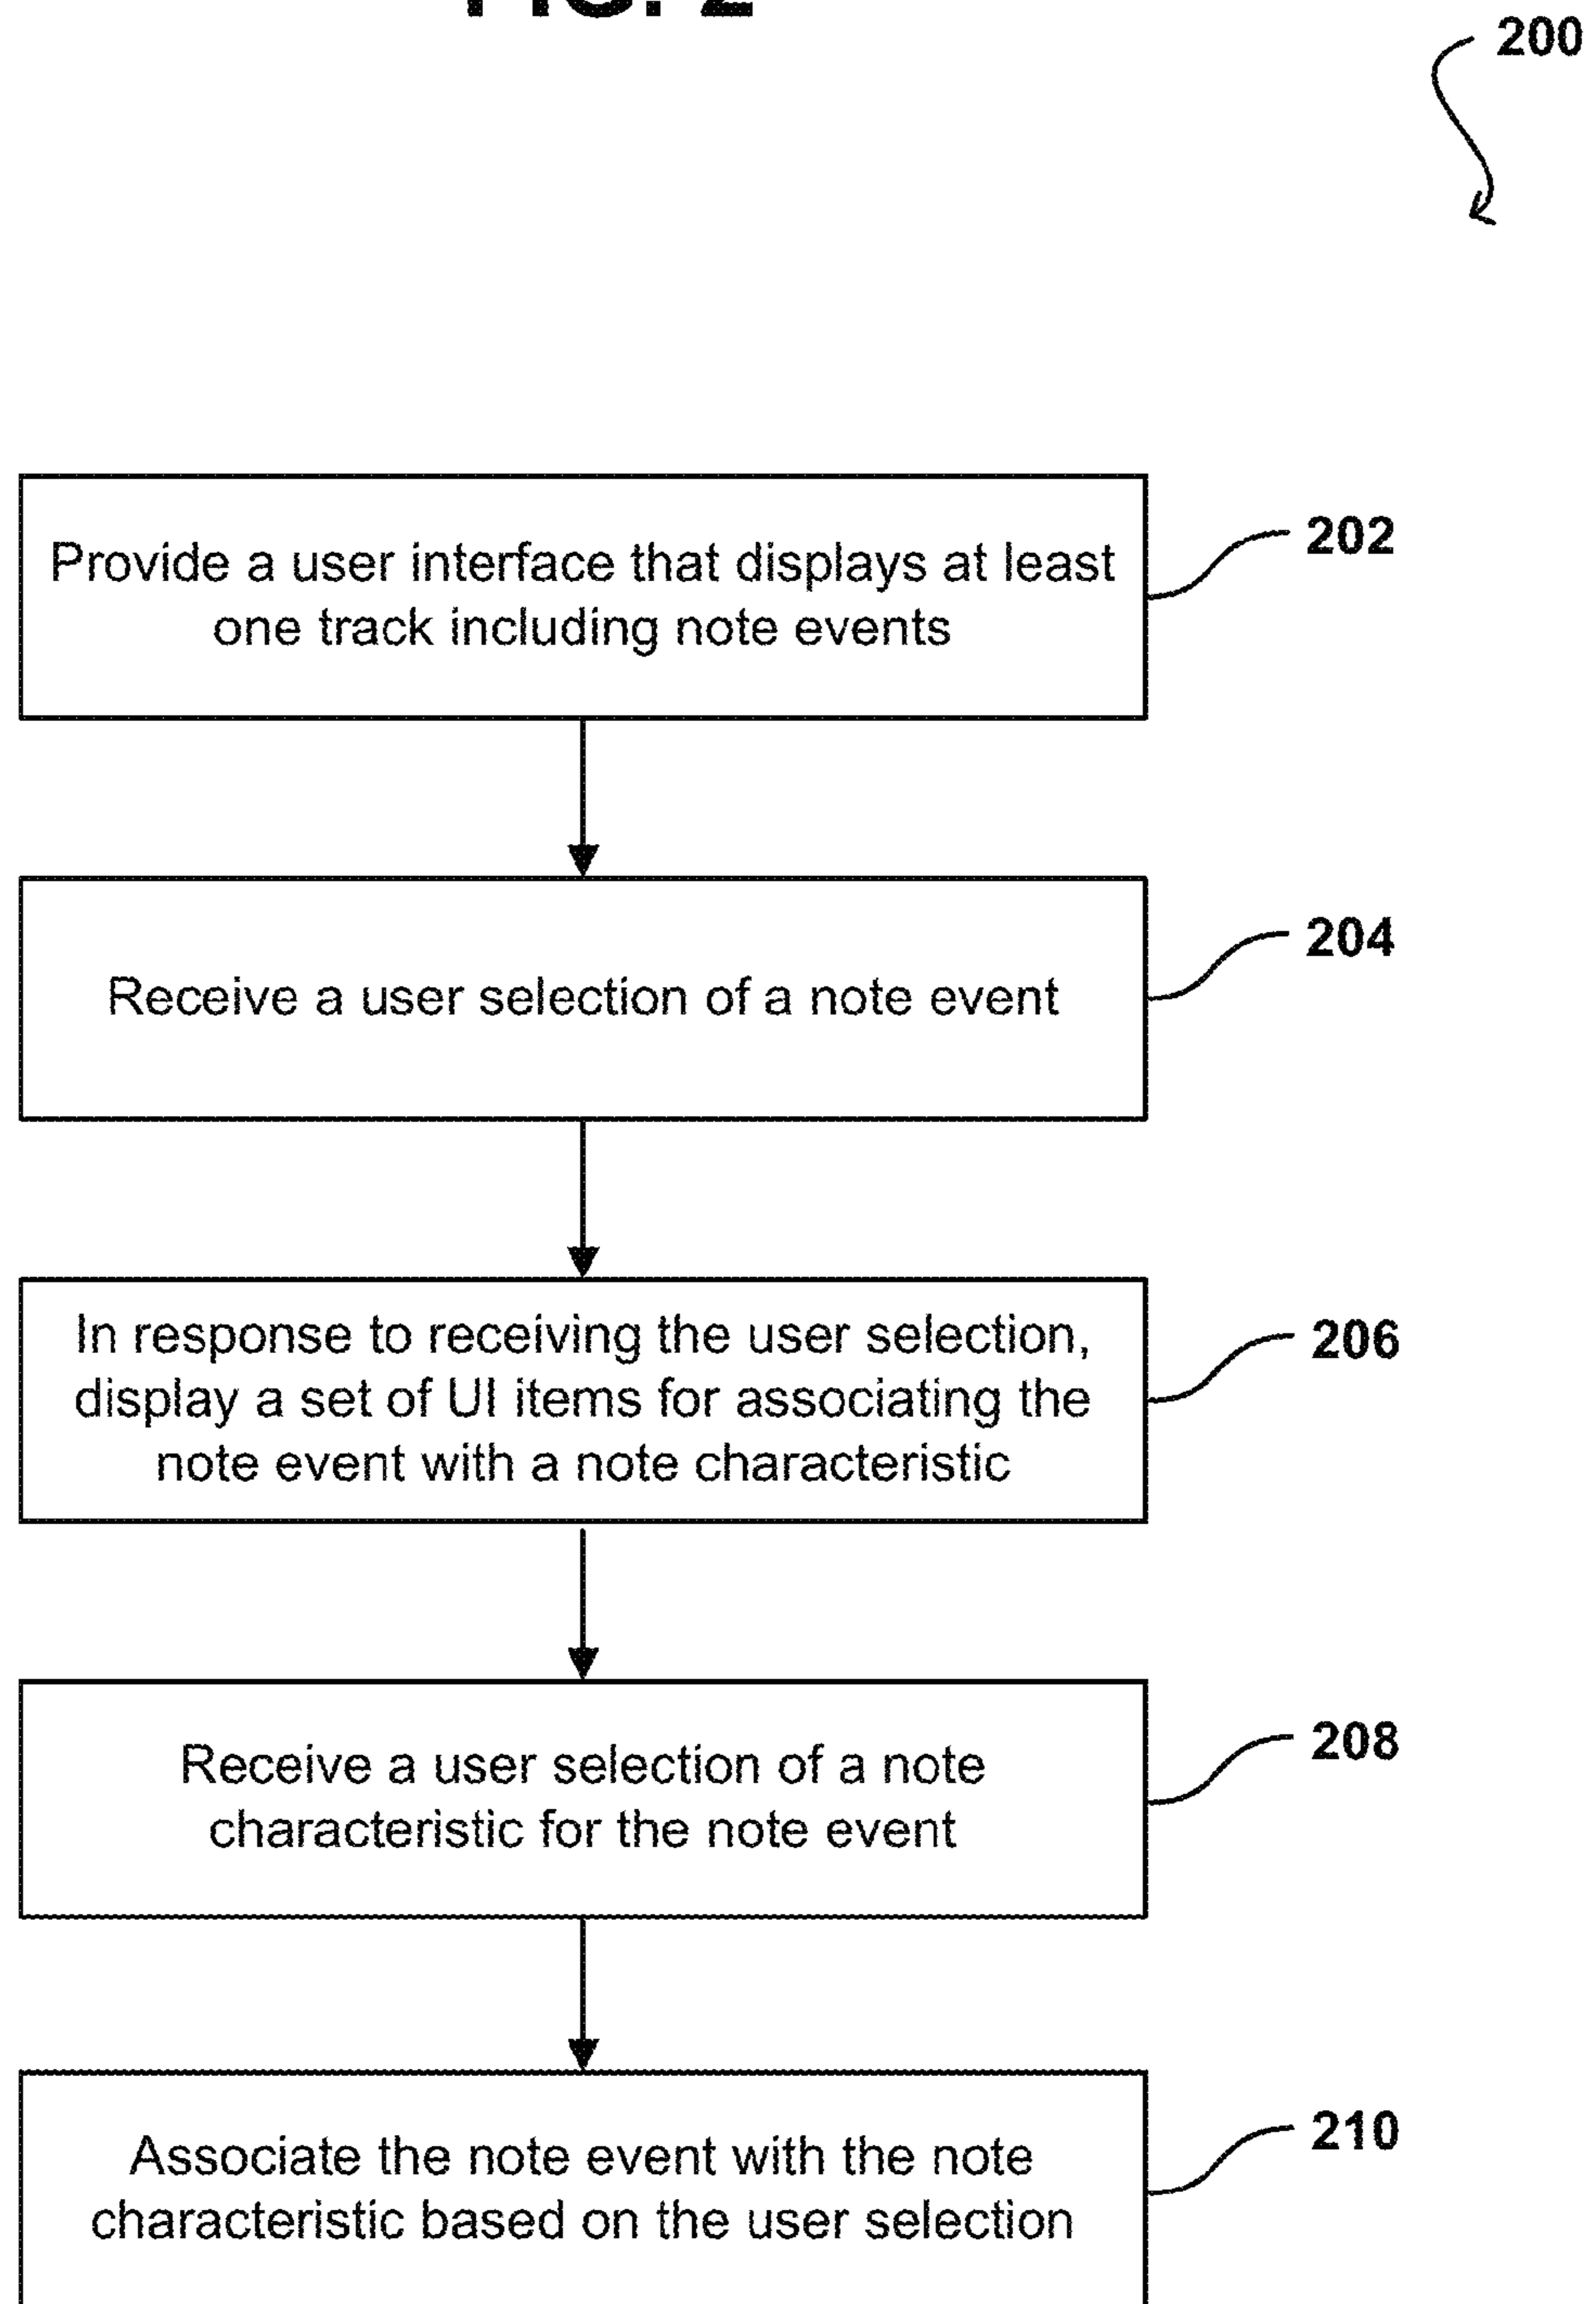 FIG. 2
200
Provide a user interface that displays at least
one track including note events
202
Receive a user selection of a note event
204
In response to receiving the user selection,
display a set of UI items for associating the
note event with a note characteristic
206
Receive a user selection of a note
characteristic for the note event
208
Associate the note event with the note
characteristic based on the user selection
210